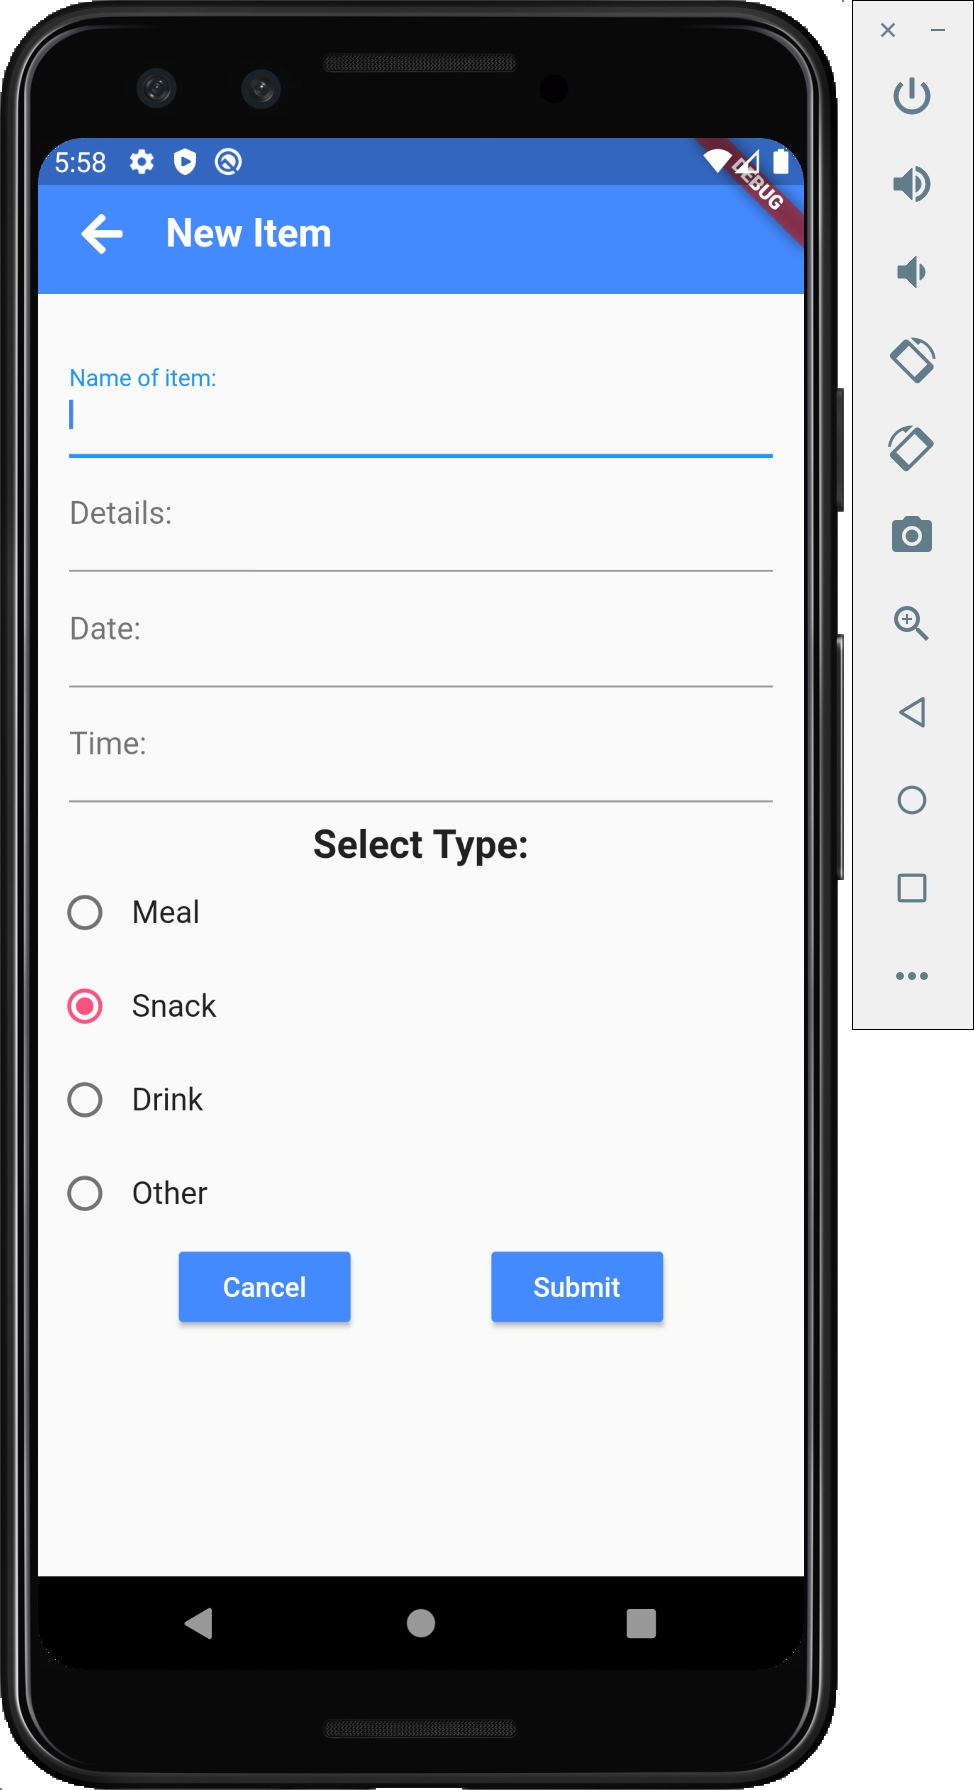 5:58
DEBUG
New Item
Name of item:
Details:
Date:
Time:
Select Type:
Meal
Snack
Drink
Other
Cancel Submit